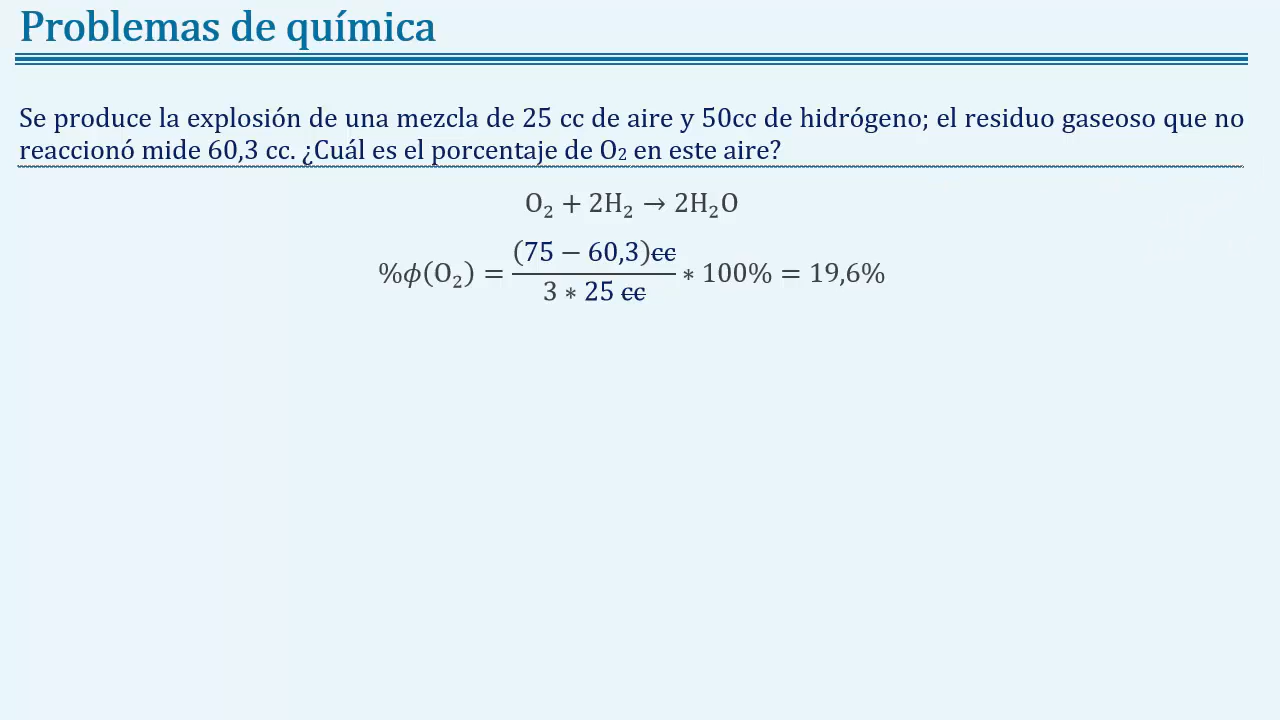 Problemas de química
Se produce la explosión de una mezcla de 25 cc de aire y 50cc de hidrógeno; el residuo gaseoso que no
reaccionó mide 60,3 cc. ¿Cuál es el porcentaje de O₂ en este aire?
O₂ + 2H₂ → 2H₂O
%ϕ(O₂) = (75 − 60,3)cc / 3 ∗ 25 cc ∗ 100% = 19,6%